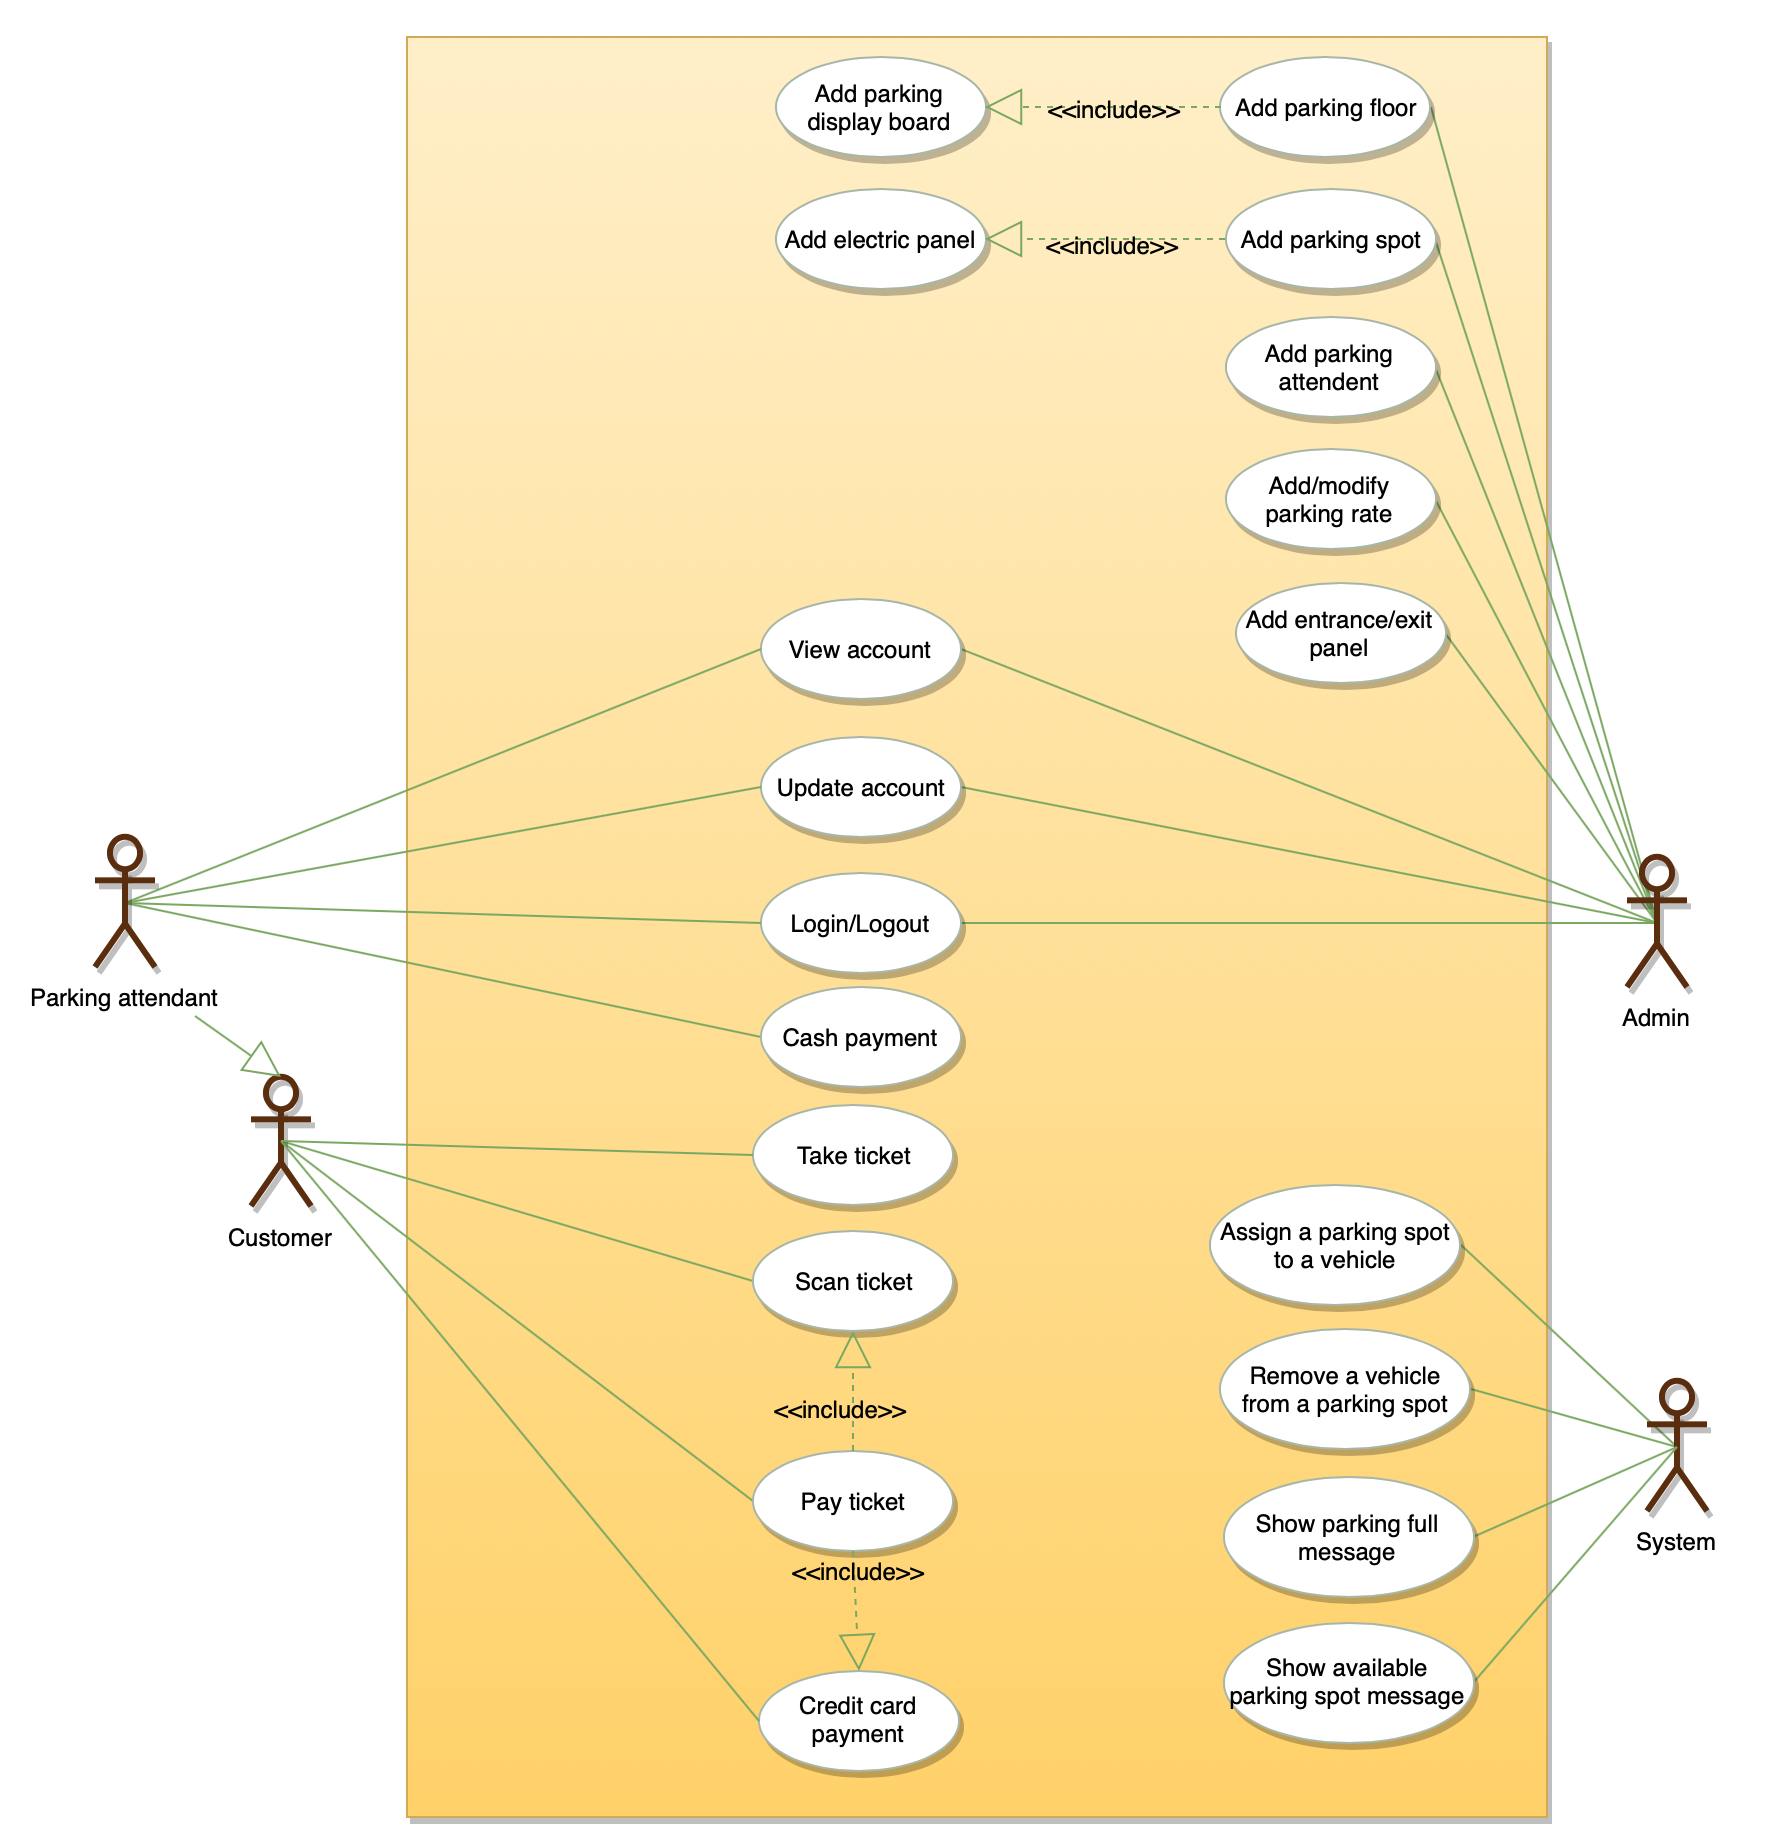 Add parking
display board
<<include>>
Add parking floor
Add electric panel
<<include>>
Add parking spot
Add parking
attendent
Add/modify
parking rate
Add entrance/exit
panel
View account
Update account
Login/Logout
Parking attendant
Admin
Cash payment
Take ticket
Customer
Scan ticket
Assign a parking spot
to a vehicle
<<include>>
Remove a vehicle
from a parking spot
Pay ticket
<<include>>
Show parking full
message
System
Credit card
payment
Show available
parking spot message